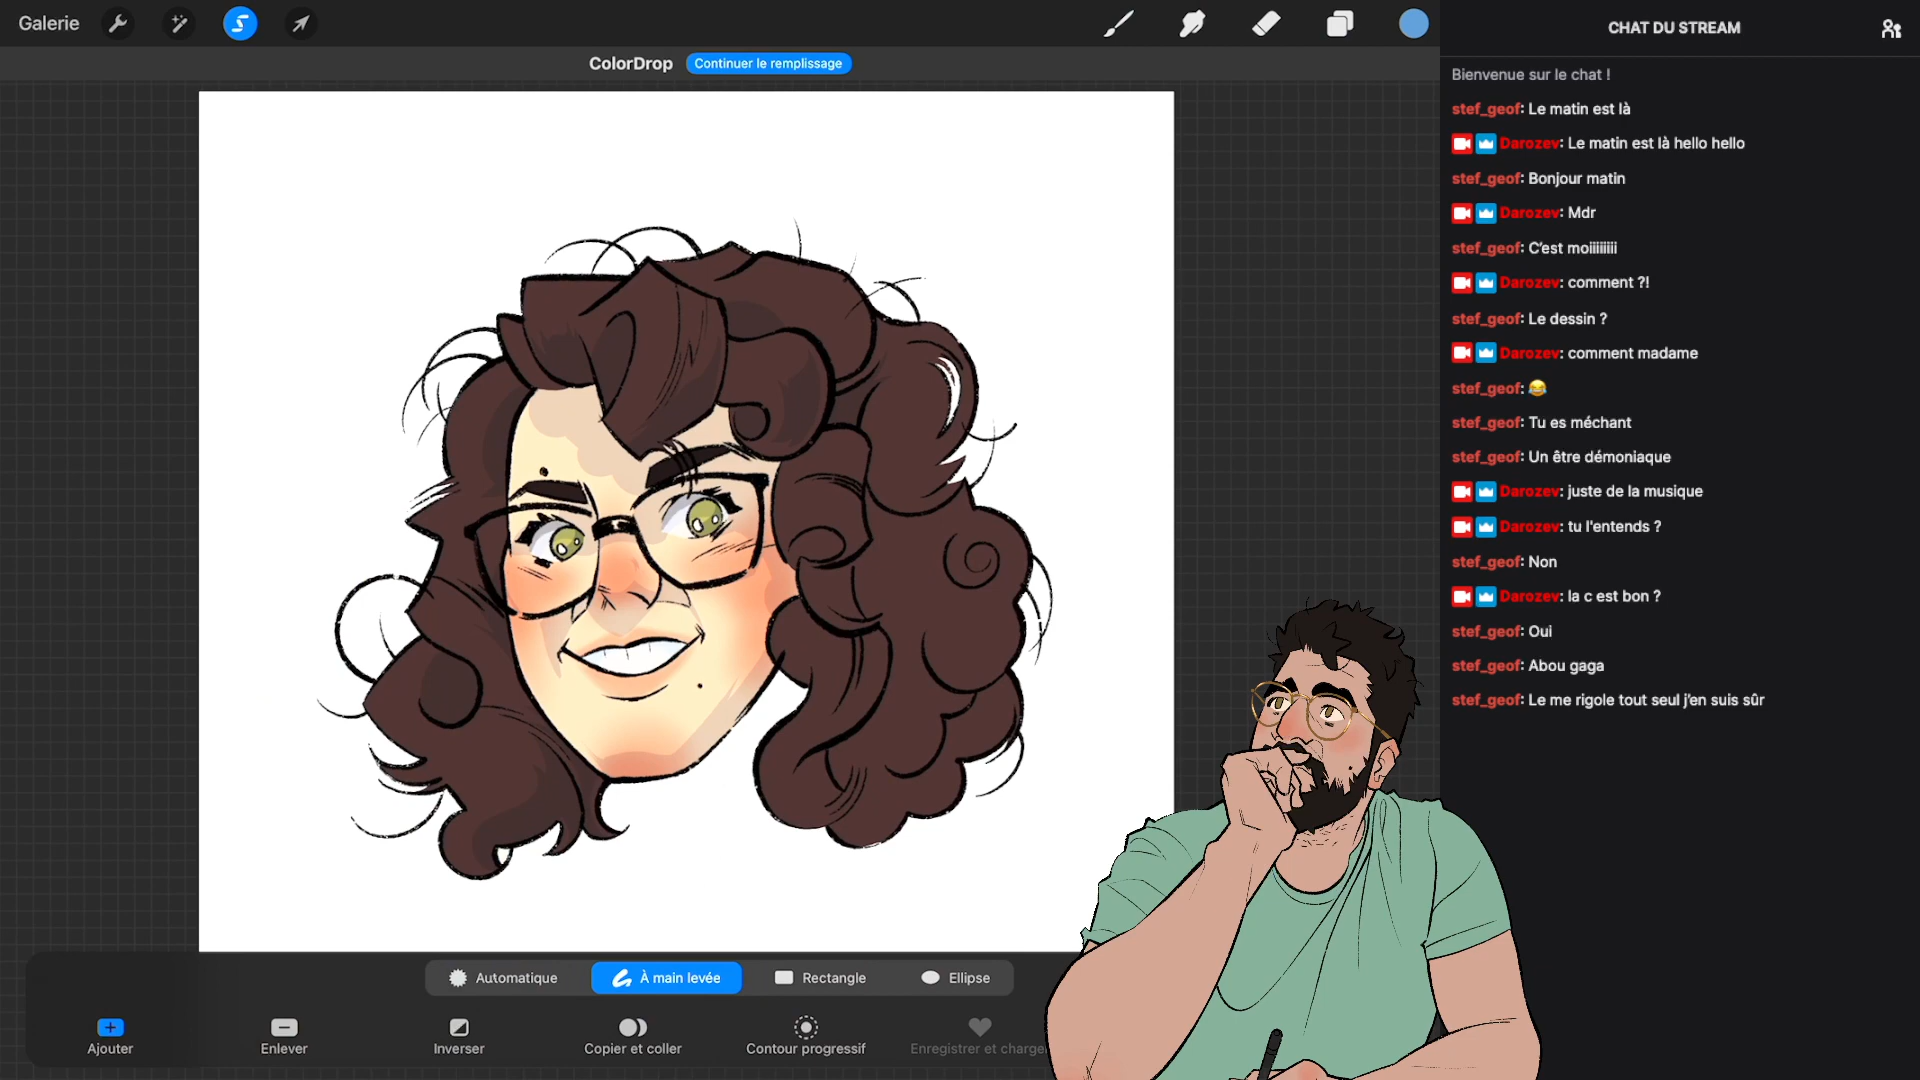 Galerie
ColorDrop
Continuer le remplissage
Automatique
À main levée
Rectangle
Ellipse
Ajouter
Enlever
Inverser
Copier et coller
Contour progressif
Enregistrer et charge
CHAT DU STREAM
Bienvenue sur le chat !
stef_geof: Le matin est là
Darozev: Le matin est là hello hello
stef_geof: Bonjour matin
Darozev: Mdr
stef_geof: C'est moiiiiiiiii
Darozev: comment ?!
stef_geof: Le dessin ?
Darozev: comment madame
stef_geof: 😂
stef_geof: Tu es méchant
stef_geof: Un être démoniaque
Darozev: juste de la musique
Darozev: tu l'entends ?
stef_geof: Non
Darozev: la c est bon ?
stef_geof: Oui
stef_geof: Abou gaga
stef_geof: Le me rigole tout seul j'en suis sûr